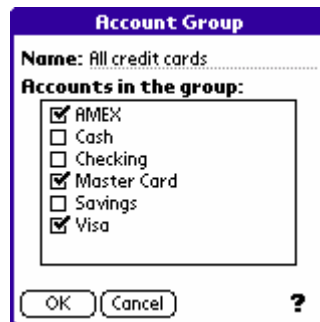 Account Group
Name: All credit cards
Accounts in the group:
AMEX
Cash
Checking
Master Card
Savings
Visa
OK Cancel ?